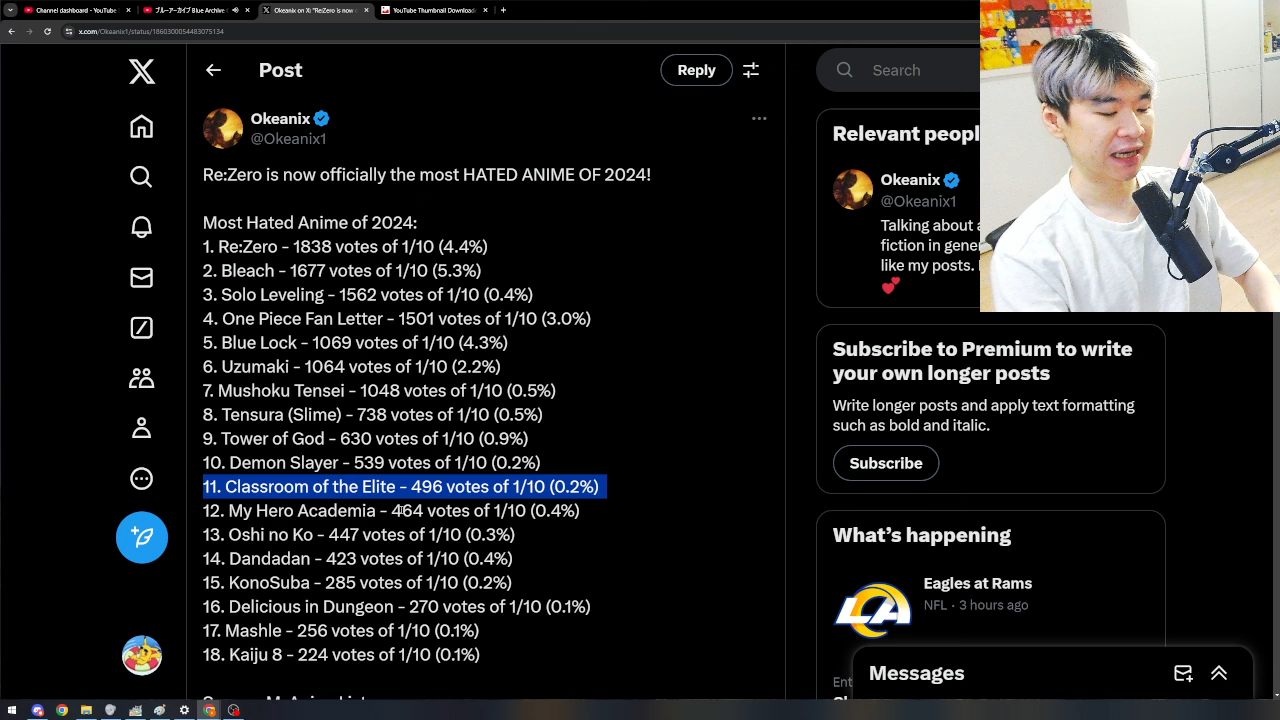 Channel dashboard - YouTube
ブルーアーカイブ Blue Archive
Okeanix on X: "Re:Zero is now
YouTube Thumbnail Download
x.com/Okeanix1/status/1860300054483075134
Post
Reply
Search
Okeanix
@Okeanix1
Re:Zero is now officially the most HATED ANIME OF 2024!
Most Hated Anime of 2024:
1. Re:Zero - 1838 votes of 1/10 (4.4%)
2. Bleach - 1677 votes of 1/10 (5.3%)
3. Solo Leveling - 1562 votes of 1/10 (0.4%)
4. One Piece Fan Letter - 1501 votes of 1/10 (3.0%)
5. Blue Lock - 1069 votes of 1/10 (4.3%)
6. Uzumaki - 1064 votes of 1/10 (2.2%)
7. Mushoku Tensei - 1048 votes of 1/10 (0.5%)
8. Tensura (Slime) - 738 votes of 1/10 (0.5%)
9. Tower of God - 630 votes of 1/10 (0.9%)
10. Demon Slayer - 539 votes of 1/10 (0.2%)
11. Classroom of the Elite - 496 votes of 1/10 (0.2%)
12. My Hero Academia - 464 votes of 1/10 (0.4%)
13. Oshi no Ko - 447 votes of 1/10 (0.3%)
14. Dandadan - 423 votes of 1/10 (0.4%)
15. KonoSuba - 285 votes of 1/10 (0.2%)
16. Delicious in Dungeon - 270 votes of 1/10 (0.1%)
17. Mashle - 256 votes of 1/10 (0.1%)
18. Kaiju 8 - 224 votes of 1/10 (0.1%)
Relevant peopl
Okeanix
@Okeanix1
Talking about
fiction in gener
like my posts.
Subscribe to Premium to write
your own longer posts
Write longer posts and apply text formatting
such as bold and italic.
Subscribe
What's happening
Eagles at Rams
NFL · 3 hours ago
Messages